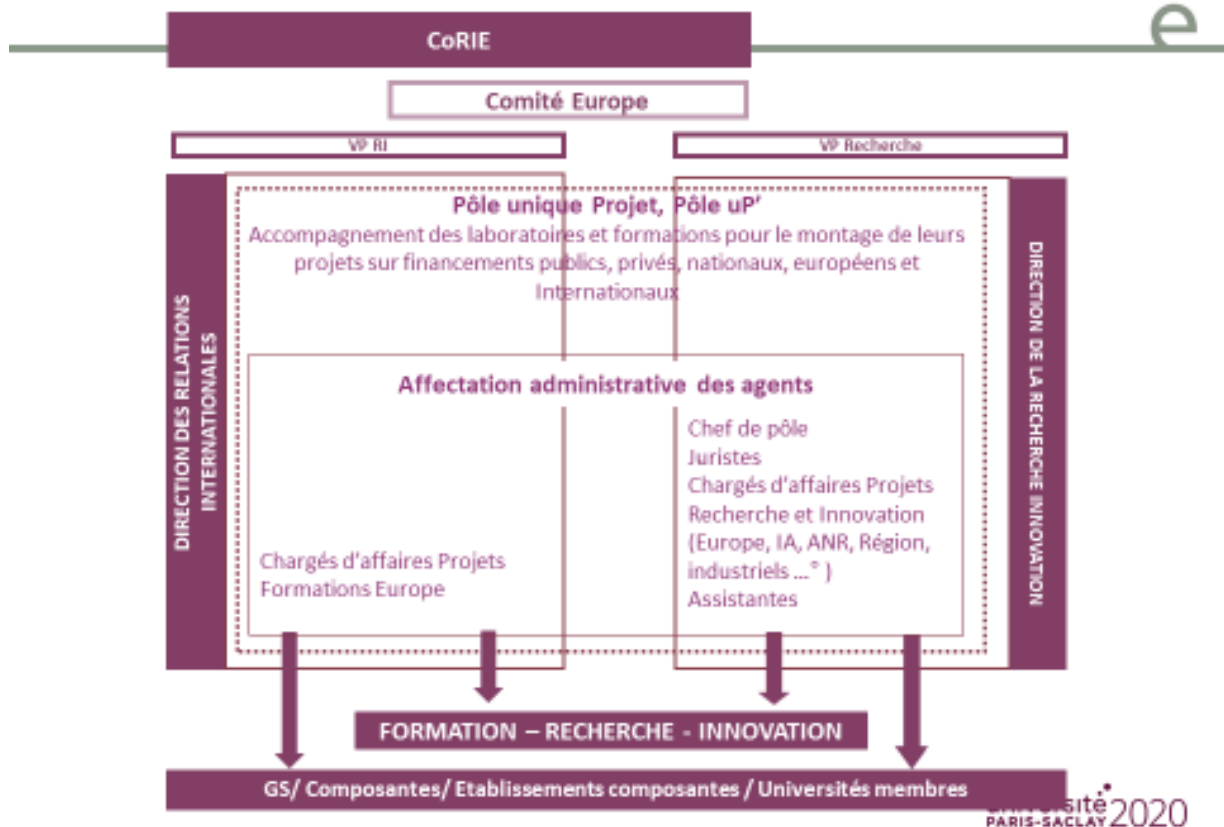 CoRIE
e
Comité Europe
VP RI
VP Recherche
DIRECTION DES RELATIONS
INTERNATIONALES
Pôle unique Projet, Pôle uP'
Accompagnement des laboratoires et formations pour le montage de leurs
projets sur financements publics, privés, nationaux, européens et
Internationaux
DIRECTION DE LA RECHERCHE INNOVATION
Affectation administrative des agents
Chargés d'affaires Projets
Formations Europe
Chef de pôle
Juristes
Chargés d'affaires Projets
Recherche et Innovation
(Europe, IA, ANR, Région,
industriels ...° )
Assistantes
FORMATION – RECHERCHE - INNOVATION
GS/ Composantes/ Etablissements composantes / Universités membres
université
PARIS-SACLAY 2020